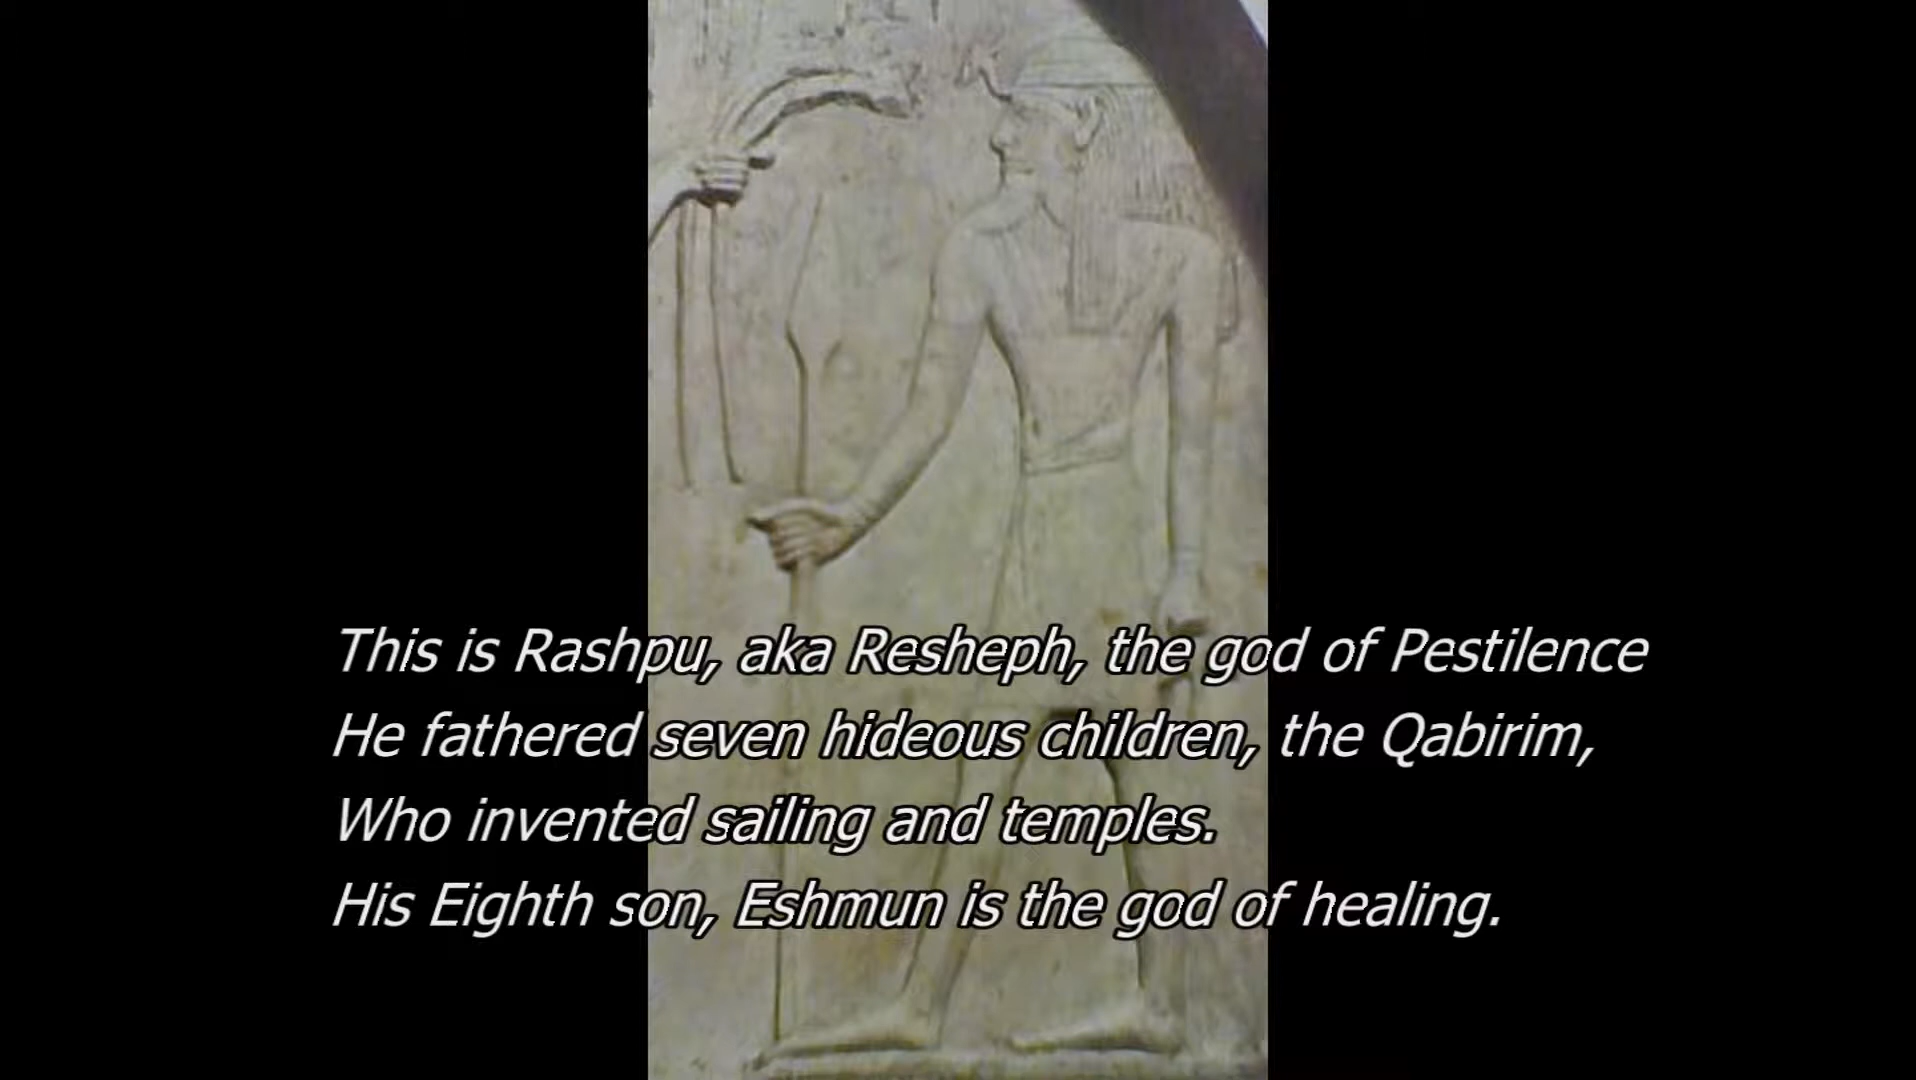 This is Rashpu, aka Resheph, the god of Pestilence
He fathered seven hideous children, the Qabirim,
Who invented sailing and temples.
His Eighth son, Eshmun is the god of healing.